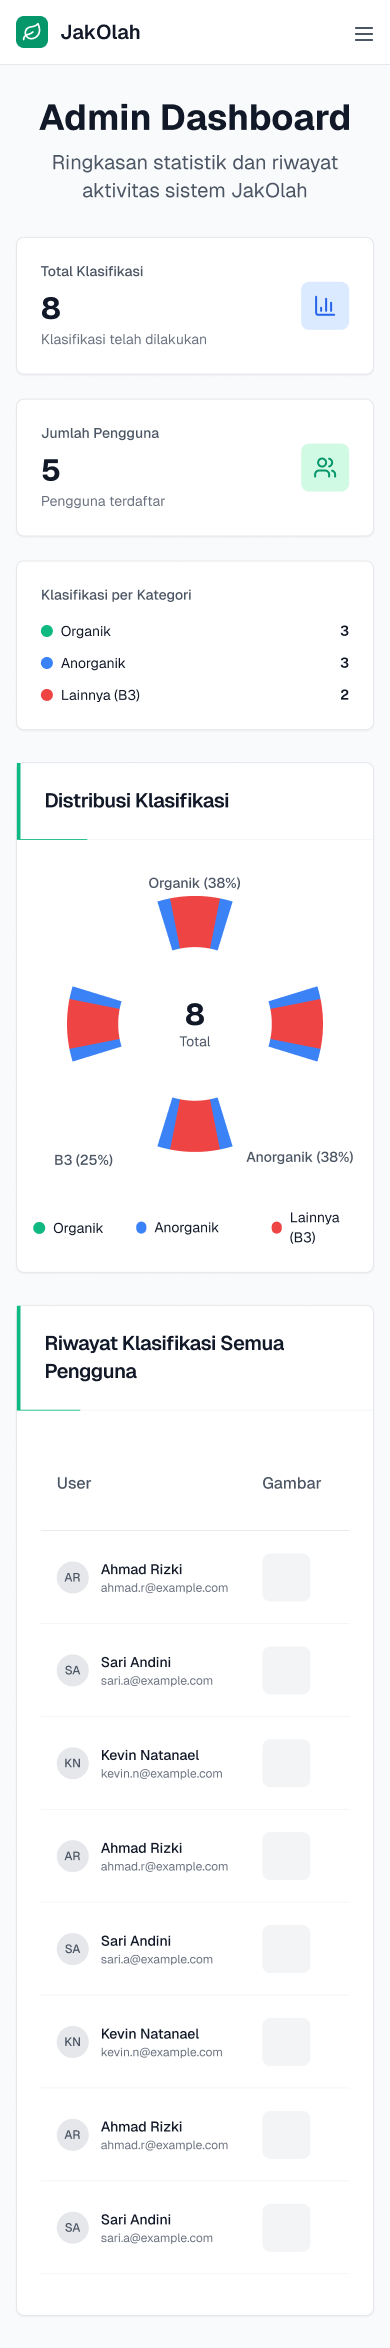 JakOlah
Admin Dashboard
Ringkasan statistik dan riwayat
aktivitas sistem JakOlah
Total Klasifikasi
8
Klasifikasi telah dilakukan
Jumlah Pengguna
5
Pengguna terdaftar
Klasifikasi per Kategori
Organik 3
Anorganik 3
Lainnya (B3) 2
Distribusi Klasifikasi
Organik (38%)
8
Total
B3 (25%)
Anorganik (38%)
Organik
Anorganik
Lainnya
(B3)
Riwayat Klasifikasi Semua
Pengguna
User Gambar
AR Ahmad Rizki
ahmad.r@example.com
SA Sari Andini
sari.a@example.com
KN Kevin Natanael
kevin.n@example.com
AR Ahmad Rizki
ahmad.r@example.com
SA Sari Andini
sari.a@example.com
KN Kevin Natanael
kevin.n@example.com
AR Ahmad Rizki
ahmad.r@example.com
SA Sari Andini
sari.a@example.com